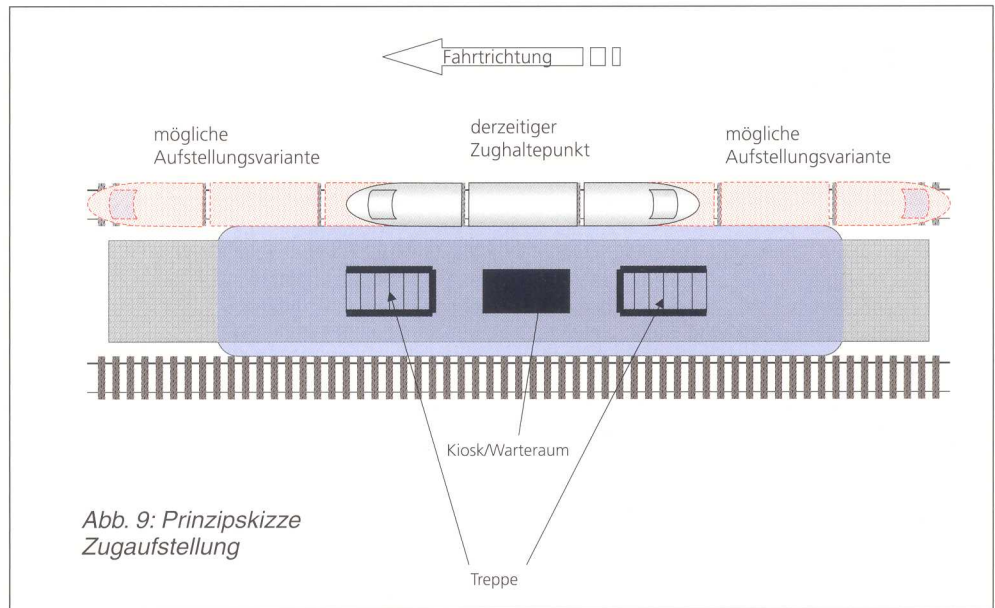 Fahrtrichtung
mögliche
Aufstellungsvariante
derzeitiger
Zughaltepunkt
mögliche
Aufstellungsvariante
Kiosk/Warteraum
Abb. 9: Prinzipskizze
Zugaufstellung
Treppe